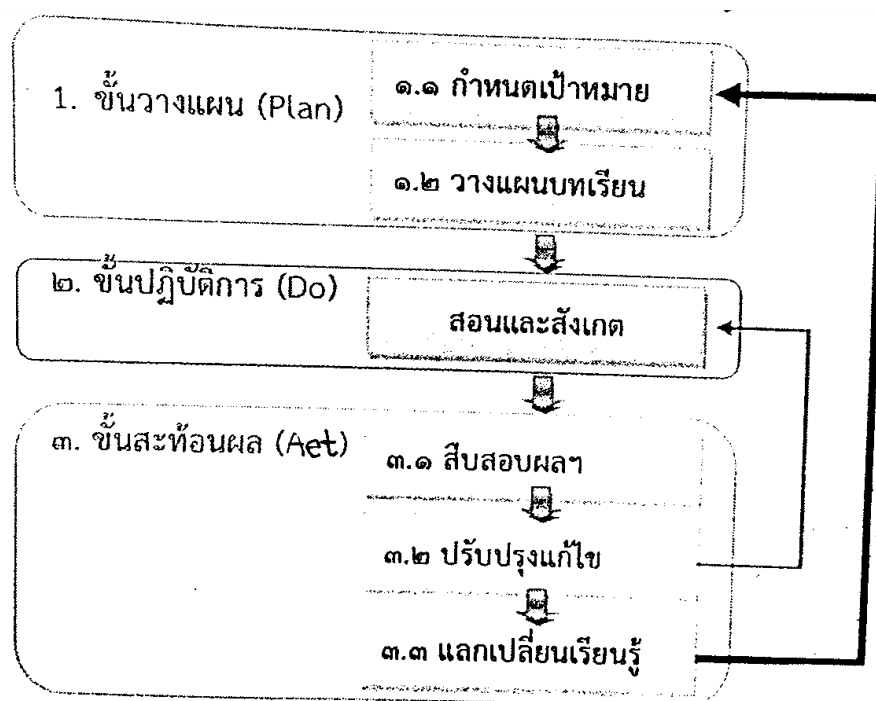 1. ขั้นวางแผน (Plan)
๑.๑ กำหนดเป้าหมาย
๑.๒ วางแผนบทเรียน
๒. ขั้นปฏิบัติการ (Do)
สอนและสังเกต
๓. ขั้นสะท้อนผล (Aet)
๓.๑ สืบสอบผลฯ
๓.๒ ปรับปรุงแก้ไข
๓.๓ แลกเปลี่ยนเรียนรู้